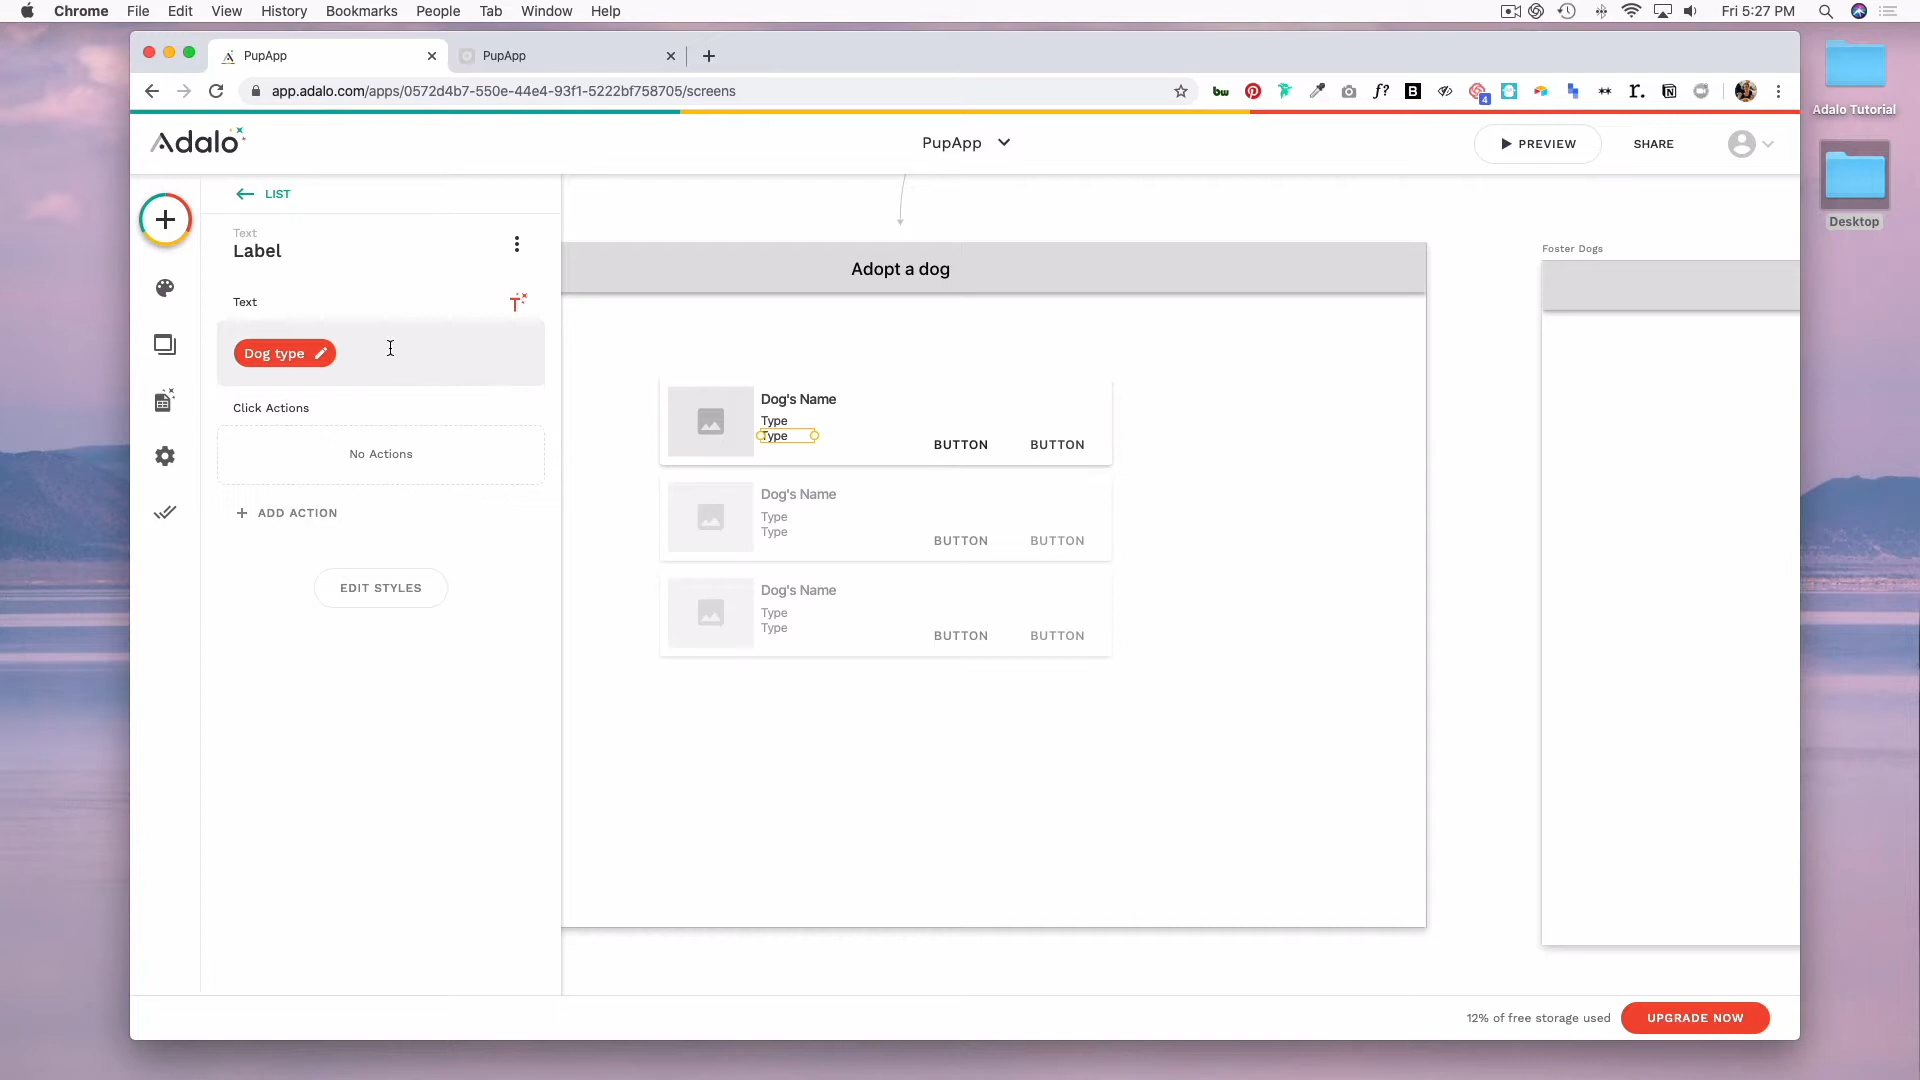 Chrome File Edit View History Bookmarks People Tab Window Help Fri 5:27 PM
PupApp PupApp
app.adalo.com/apps/0572d4b7-550e-44e4-93f1-5222bf758705/screens
bw f? B 4 r.
Adalo Tutorial
Desktop
Adalo PupApp PREVIEW SHARE
LIST
Text
Label
Text T
Dog type
Click Actions
No Actions
ADD ACTION
EDIT STYLES
Adopt a dog
Dog's Name
Type
Type
BUTTON BUTTON
Dog's Name
Type
Type
BUTTON BUTTON
Dog's Name
Type
Type
BUTTON BUTTON
Foster Dogs
12% of free storage used UPGRADE NOW